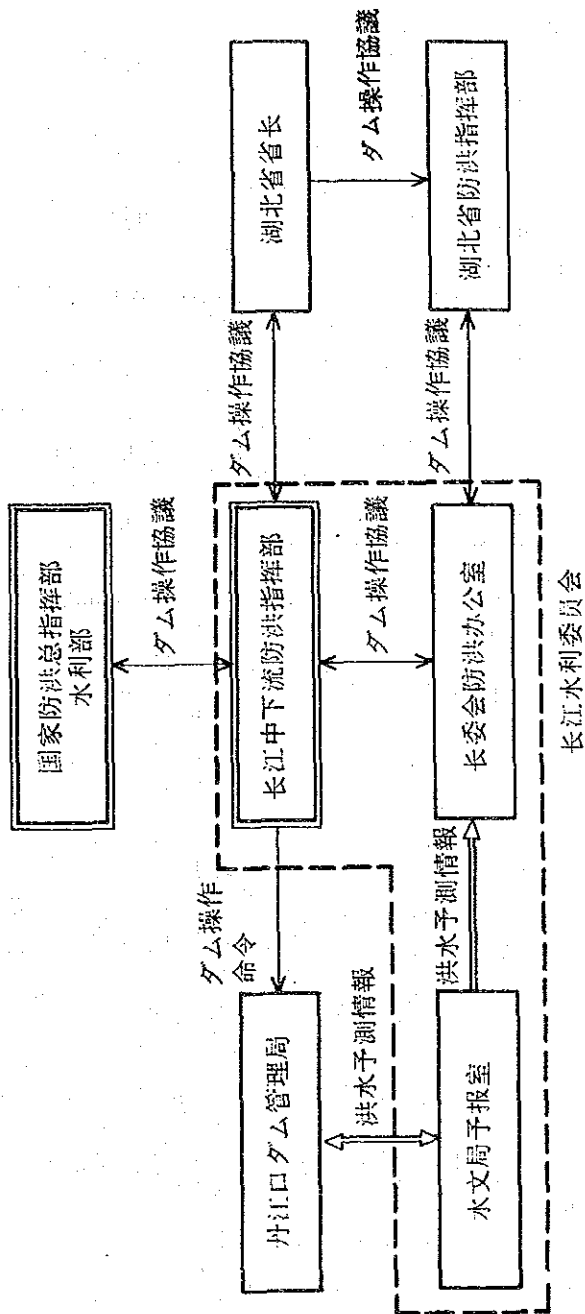 国家防洪总指挥部
水利部
ダム操作協議
长江中下流防洪指挥部
ダム操作協議
湖北省省长
ダム操作
命令
丹江口ダム管理局
ダム操作協議
ダム操作協議
洪水予測情報
长委会防洪办公室
ダム操作協議
湖北省防洪指挥部
洪水予測情報
水文局予报室
长江水利委员会